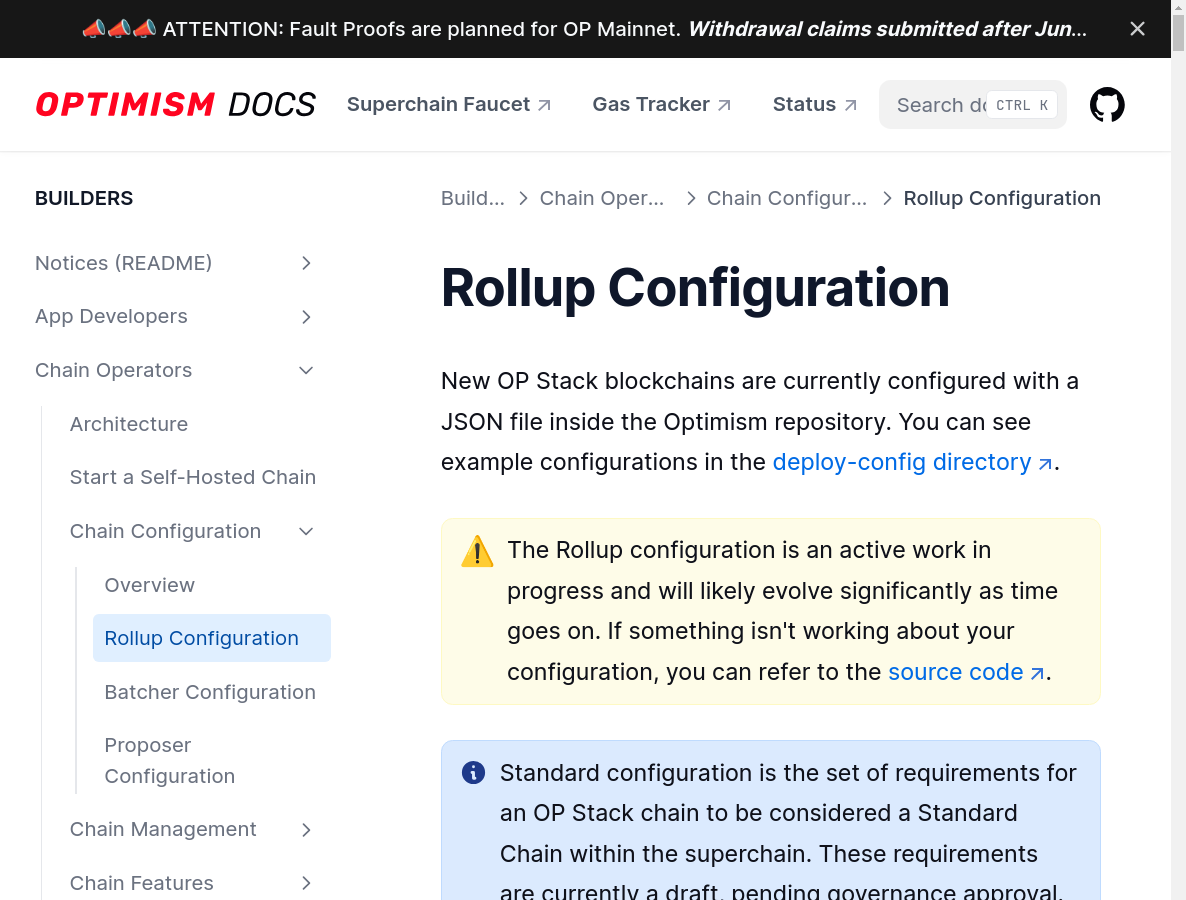 📣📣📣 ATTENTION: Fault Proofs are planned for OP Mainnet. Withdrawal claims submitted after Jun...
OPTIMISM DOCS
Superchain Faucet
Gas Tracker
Status
Search do
CTRL K
BUILDERS
Notices (README)
App Developers
Chain Operators
Architecture
Start a Self-Hosted Chain
Chain Configuration
Overview
Rollup Configuration
Batcher Configuration
Proposer
Configuration
Chain Management
Chain Features
Build... > Chain Oper... > Chain Configur... > Rollup Configuration
Rollup Configuration
New OP Stack blockchains are currently configured with a
JSON file inside the Optimism repository. You can see
example configurations in the deploy-config directory.
⚠️ The Rollup configuration is an active work in
progress and will likely evolve significantly as time
goes on. If something isn't working about your
configuration, you can refer to the source code.
Standard configuration is the set of requirements for
an OP Stack chain to be considered a Standard
Chain within the superchain. These requirements
are currently a draft, pending governance approval.